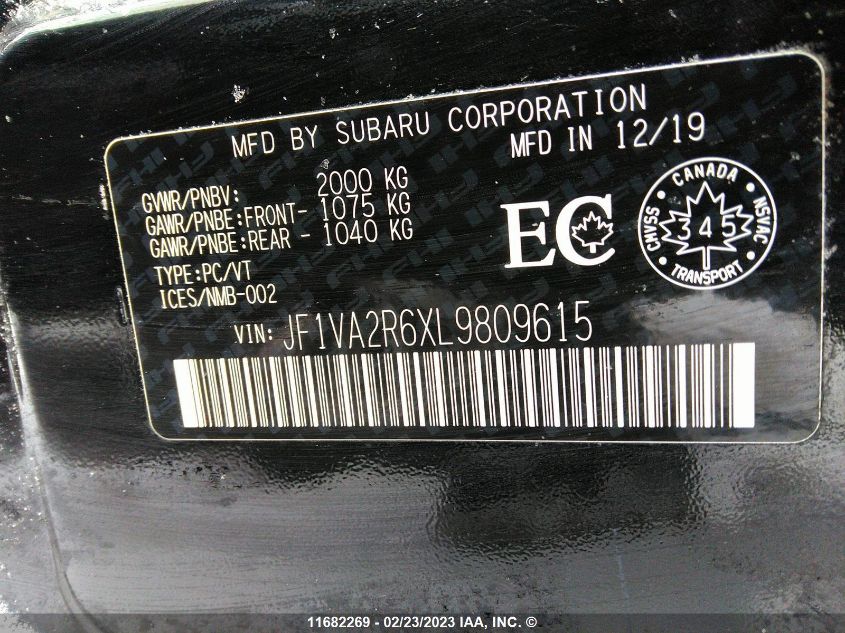 MFD BY SUBARU CORPORATION
MFD IN 12/19
GVWR/PNBV: 2000 KG
GAWR/PNBE:FRONT- 1075 KG
GAWR/PNBE:REAR - 1040 KG
TYPE:PC/VT
ICES/NMB-002
EC
CANADA
CMVSS 345 NSVAC
TRANSPORT
VIN: JF1VA2R6XL9809615
11682269 - 02/23/2023 IAA, INC. ©